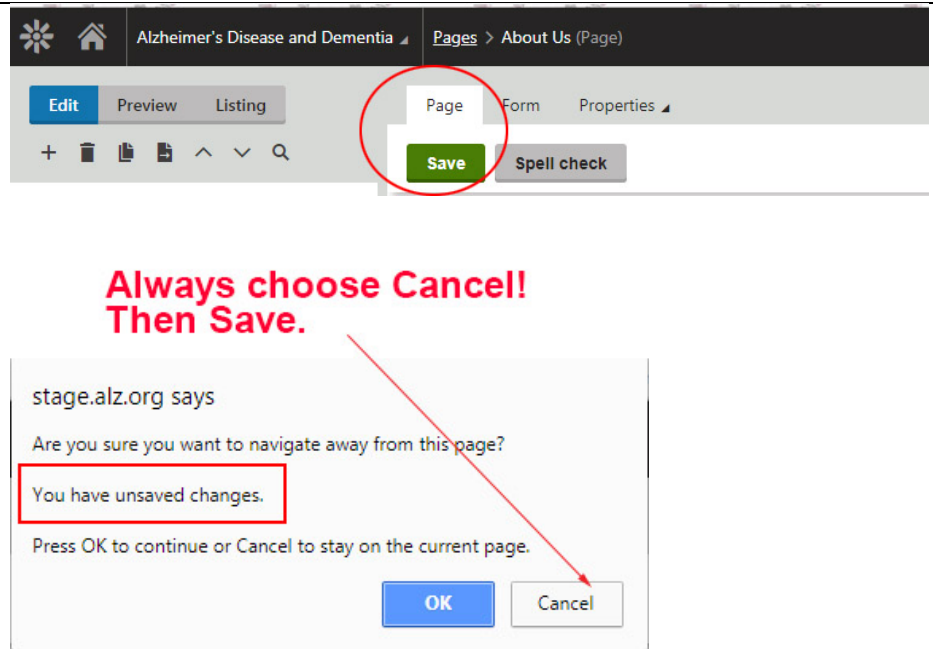 Alzheimer's Disease and Dementia Pages > About Us (Page)
Edit Preview Listing Page Form Properties
Save Spell check
Always choose Cancel!
Then Save.
stage.alz.org says
Are you sure you want to navigate away from this page?
You have unsaved changes.
Press OK to continue or Cancel to stay on the current page.
OK Cancel